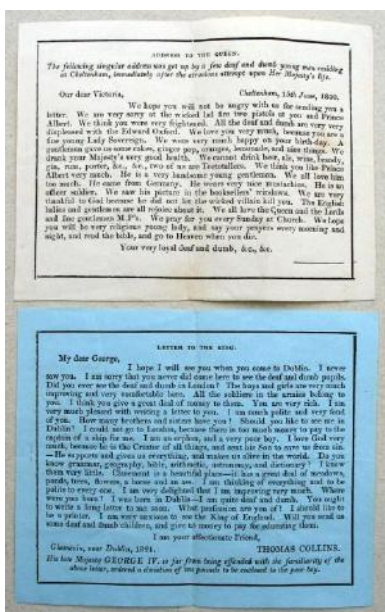 ADDRESS TO THE QUEEN.
The following singular address was got up by a few deaf and dumb young men residing
at Cheltenham, immediately after the atrocious attempt upon Her Majesty's life.
Our dear Victoria, Cheltenham, 15th June, 1840.
We hope you will not be angry with us for sending you a
letter. We are very sorry at the wicked lad fire two pistols at you and Prince
Albert. We think you were very frightened. All the deaf and dumb are very very
displeased with the Edward Oxford. We love you very much, because you are a
fine young Lady Sovereign. We were very much happy on your birth-day. A
gentleman gave us some cakes, ginger pop, oranges, lemonade, and nice things. We
drank your Majesty's very good health. We cannot drink beer, ale, wine, brandy,
gin, rum, porter, &c., &c., two of us are Teetotallers. We think you like Prince
Albert very much. He is a very handsome young gentleman. We all love him
too much. He came from Germany. He wears very nice mustachios. He is an
officer soldier. We saw his picture in the booksellers' windows. We are very
thankful to God because he did not let the wicked villain kill you. The English
ladies and gentlemen are all rejoice about it. We all love the Queen and the Lords
and fine gentlemen M.P's. We pray for you every Sunday at Church. We hope
you will be very religious young lady, and say your prayers every morning and
night, and read the bible, and go to Heaven when you die.
Your very loyal deaf and dumb, &c., &c.
LETTER TO THE KING.
My dear George,
I hope I will see you when you come to Dublin. I never
saw you. I am sorry that you never did come here to see the deaf and dumb pupils.
Did you ever see the deaf and dumb in London? The boys and girls are very much
improving and very comfortable here. All the soldiers in the armies belong to
you. I think you give a great deal of money to them. You are very rich. I am
very much pleased with writing a letter to you. I am much polite and very fond
of you. How many brothers and sisters have you? Should you like to see me in
Dublin? I could not go to London, because there is too much money to pay to the
captain of a ship for me. I am an orphan, and a very poor boy. I love God very
much, because he is the Creator of all things, and sent his Son to save us from sin.
—He supports and gives us everything, and makes us alive in the world. Do you
know grammar, geography, bible, arithmetic, astronomy, and dictionary? I know
them very little. Claremont is a beautiful place—it has a great deal of meadows,
ponds, trees, flowers, a horse and an ass. I am thinking of everything and to be
polite to every one. I am very delighted that I am improving very much. Where
were you born? I was born in Dublin—I am quite deaf and dumb. You ought
to write a long letter to me soon. What profession are you of? I should like to
be a printer. I am very anxious to see the King of England. Will you send us
some deaf and dumb children, and give us money to pay for educating them.
I am your affectionate Friend,
Glasnevin, near Dublin, 1821. THOMAS COLLINS.
His late Majesty GEORGE IV. so far from being offended with the familiarity of the
above letter, ordered a donation of ten pounds to be enclosed to the poor boy.